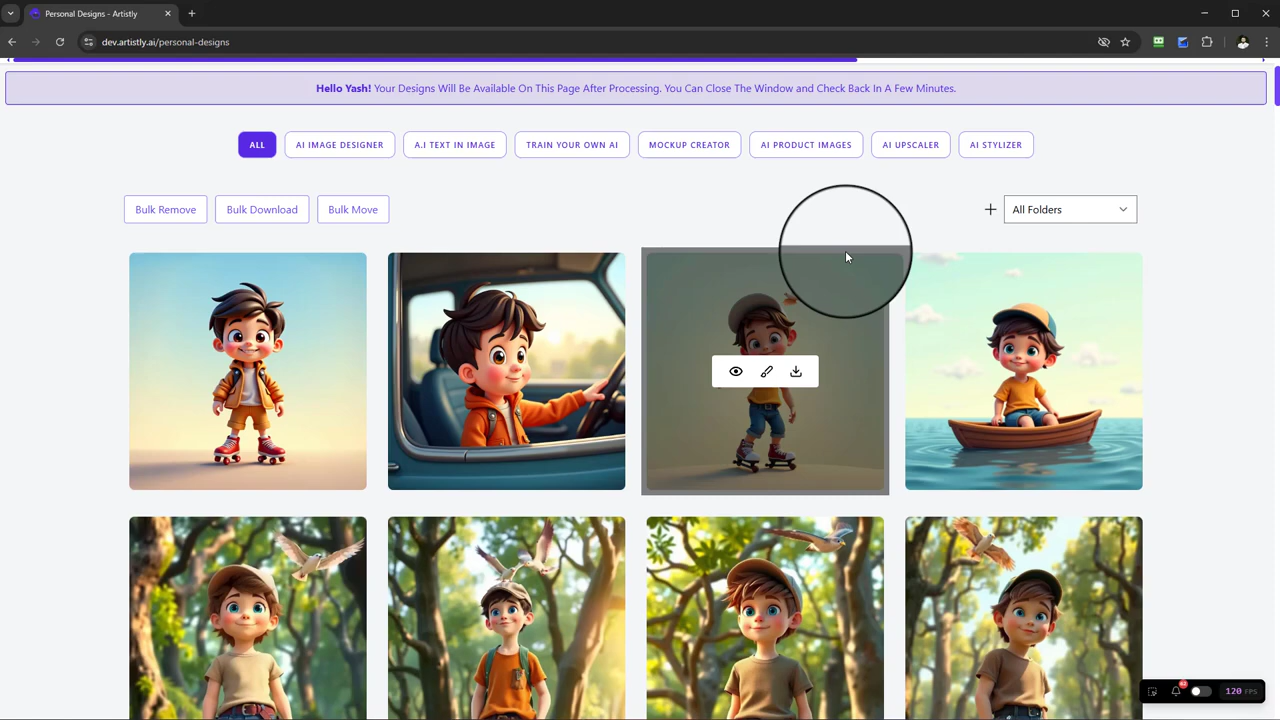 Personal Designs - Artistly
dev.artistly.ai/personal-designs
Hello Yash! Your Designs Will Be Available On This Page After Processing. You Can Close The Window and Check Back In A Few Minutes.
ALL
AI IMAGE DESIGNER
A.I TEXT IN IMAGE
TRAIN YOUR OWN AI
MOCKUP CREATOR
AI PRODUCT IMAGES
AI UPSCALER
AI STYLIZER
Bulk Remove
Bulk Download
Bulk Move
All Folders
120 FPS